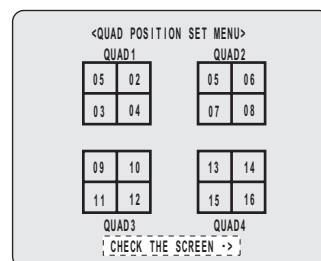 <QUAD POSITION SET MENU>
QUAD1 QUAD2
05 02 05 06
03 04 07 08
09 10 13 14
11 12 15 16
QUAD3 QUAD4
CHECK THE SCREEN ->